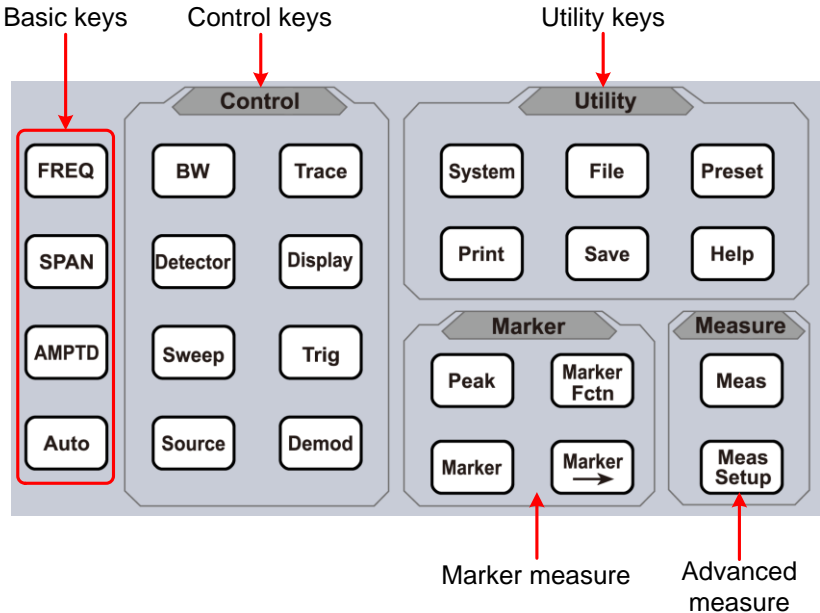 Basic keys
Control keys
Utility keys
Control
Utility
FREQ
BW
Trace
System
File
Preset
SPAN
Detector
Display
Print
Save
Help
Marker
Measure
AMPTD
Sweep
Trig
Peak
Marker
Fctn
Meas
Auto
Source
Demod
Marker
Marker
Meas
Setup
Marker measure
Advanced
measure